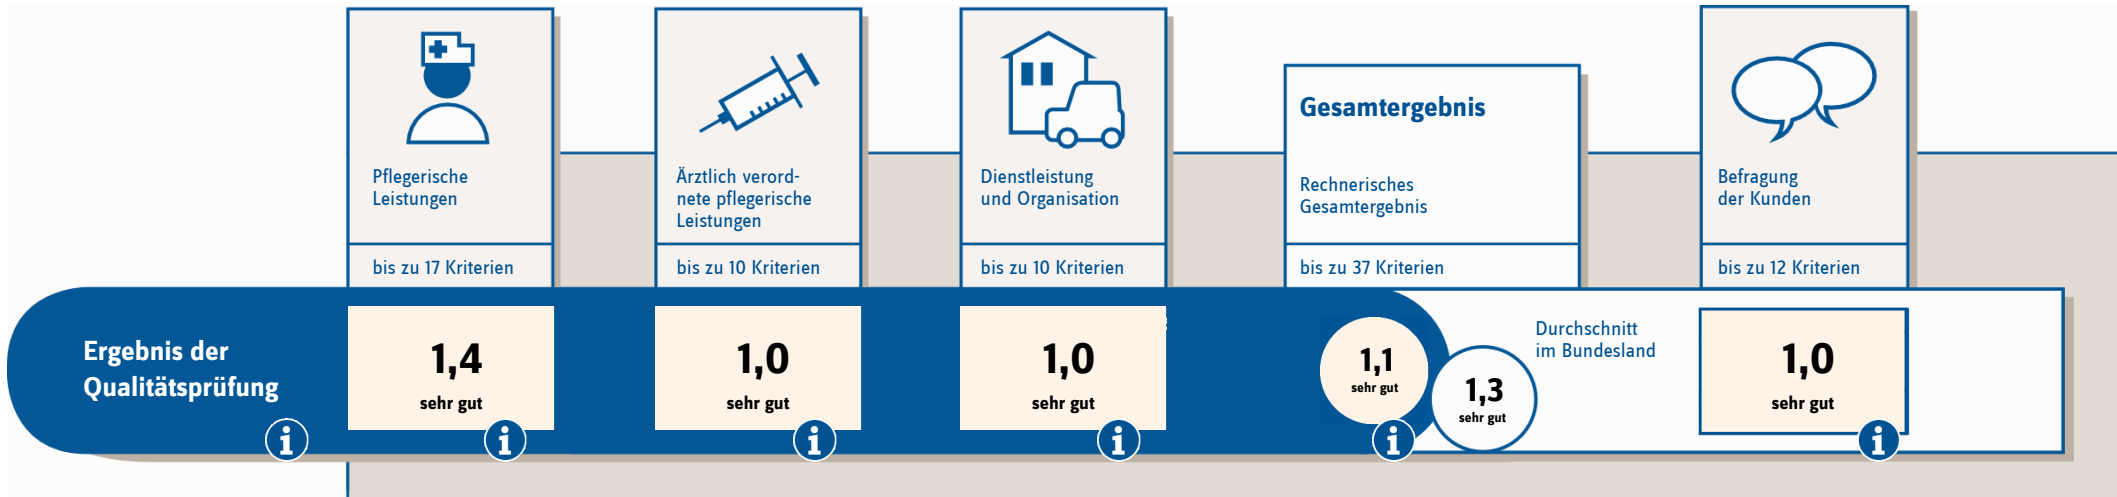 Pflegerische
Leistungen
bis zu 17 Kriterien
Ärztlich verord-
nete pflegerische
Leistungen
bis zu 10 Kriterien
Dienstleistung
und Organisation
bis zu 10 Kriterien
Gesamtergebnis
Rechnerisches
Gesamtergebnis
bis zu 37 Kriterien
Befragung
der Kunden
bis zu 12 Kriterien
Ergebnis der
Qualitätsprüfung
i
1,4
sehr gut
i
1,0
sehr gut
i
1,0
sehr gut
i
1,1
sehr gut
i
1,3
sehr gut
Durchschnitt
im Bundesland
1,0
sehr gut
i